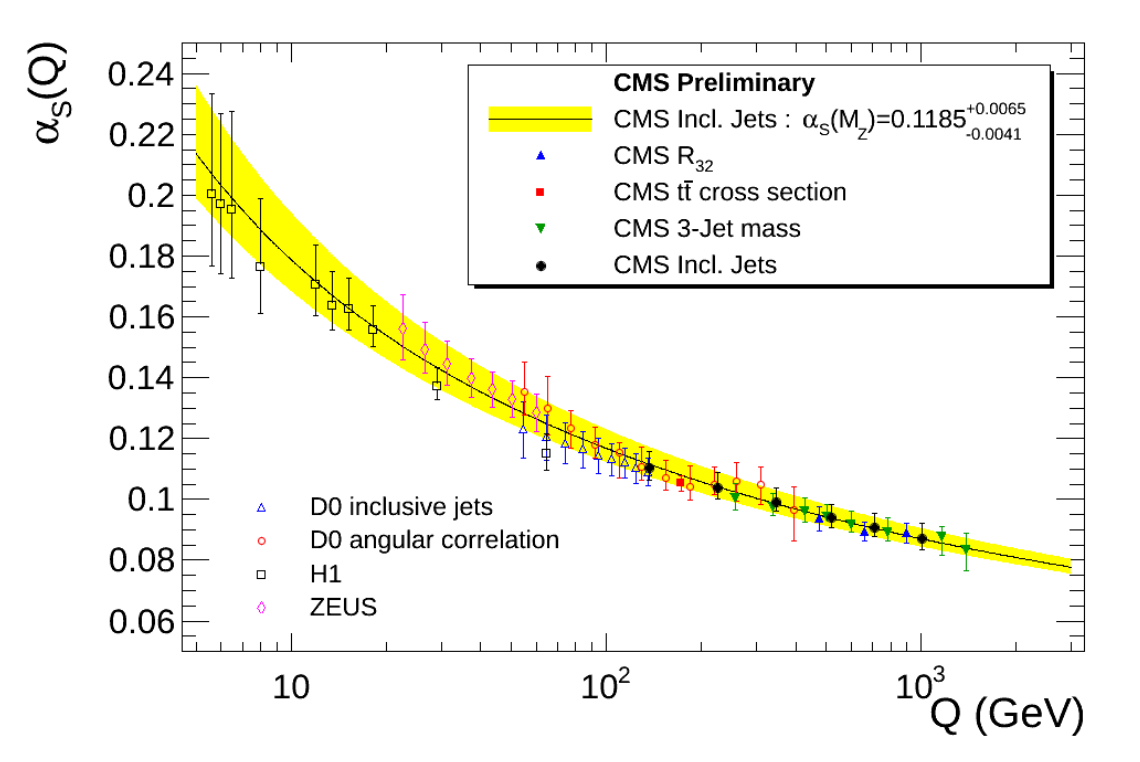 αS(Q)
0.24
0.22
0.2
0.18
0.16
0.14
0.12
0.1
0.08
0.06
CMS Preliminary
CMS Incl. Jets : αS(MZ)=0.1185+0.0065 -0.0041
CMS R32
CMS tt̄ cross section
CMS 3-Jet mass
CMS Incl. Jets
D0 inclusive jets
D0 angular correlation
H1
ZEUS
10 10² 10³
Q (GeV)